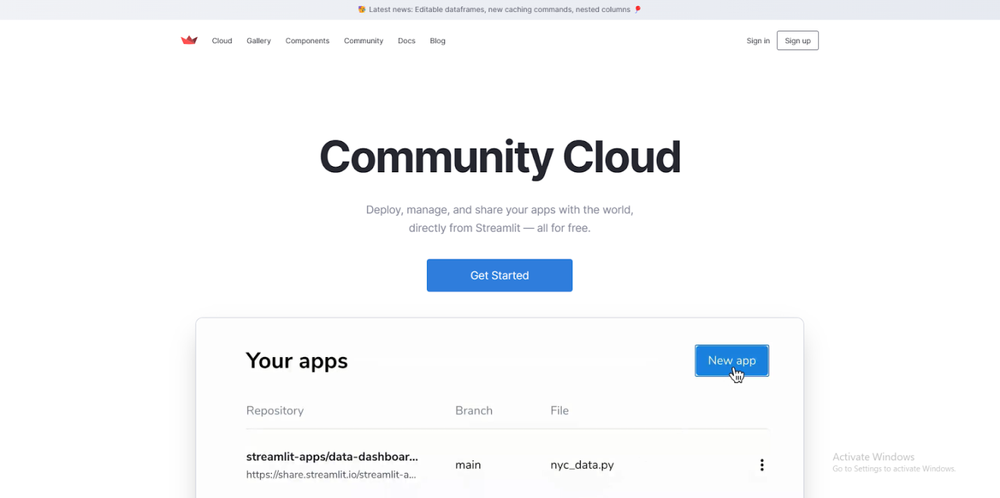 Latest news: Editable dataframes, new caching commands, nested columns
Cloud Gallery Components Community Docs Blog Sign in Sign up
Community Cloud
Deploy, manage, and share your apps with the world,
directly from Streamlit — all for free.
Get Started
Your apps New app
Repository Branch File
streamlit-apps/data-dashboar...
main nyc_data.py
https://share.streamlit.io/streamlit-a...
Activate Windows
Go to Settings to activate Windows.